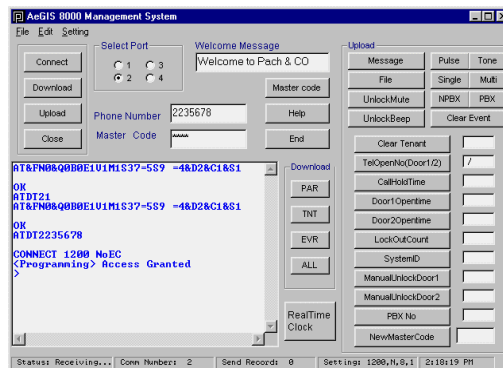 AeGIS 8000 Management System
File Edit Setting
Connect
Download
Upload
Close
Select Port
1 3
2 4
Welcome Message
Welcome to Pach & CO
Master code
Phone Number 2235678
Help
Master Code ****
End
AT&FN0&Q0B0E1V1M1S37=5S9 =4&D2&C1&S1
OK
ATDT21
AT&FN0&Q0B0E1V1M1S37=5S9 =4&D2&C1&S1
OK
ATDT2235678
CONNECT 1200 NoEC
<Programming> Access Granted
>
Download
PAR
TNT
EVR
ALL
RealTime
Clock
Upload
Message Pulse Tone
File Single Multi
UnlockMute NPBX PBX
UnlockBeep Clear Event
Clear Tenant
TelOpenNo(Door1/2) /
CallHoldTime
Door1Opentime
Door2Opentime
LockOutCount
SystemID
ManualUnlockDoor1
ManualUnlockDoor2
PBX No
NewMasterCode
Status: Receiving... Comm Number: 2 Send Record: 0 Setting: 1200,N,8,1 2:18:19 PM